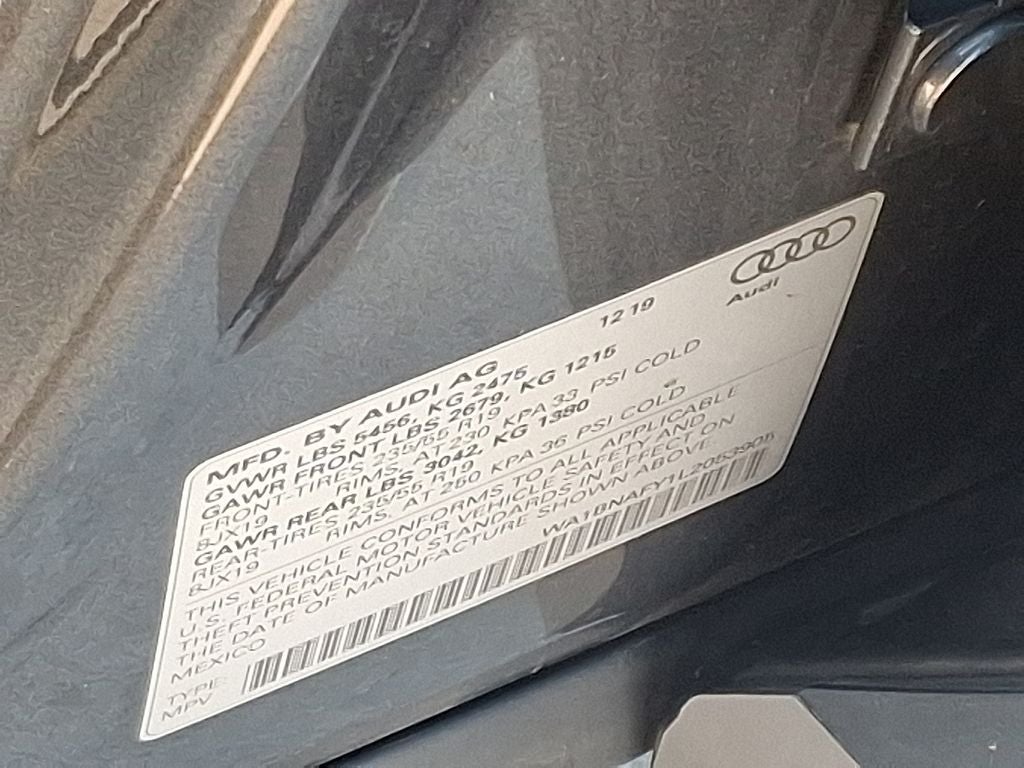 Audi
MFD. BY AUDI AG 12 19
GVWR LBS 5456, KG 2475
GAWR FRONT LBS 2679, KG 1215
FRONT-TIRES 235/55 R19
8JX19 RIMS, AT 230 KPA 33 PSI COLD
GAWR REAR LBS 3042, KG 1380
REAR-TIRES 235/55 R19
8JX19 RIMS, AT 250 KPA 36 PSI COLD
THIS VEHICLE CONFORMS TO ALL APPLICABLE
U.S. FEDERAL MOTOR VEHICLE SAFETY AND
THEFT PREVENTION STANDARDS IN EFFECT ON
THE DATE OF MANUFACTURE SHOWN ABOVE.
MEXICO WA1BNAFY1L2053905
TYPE:
MPV